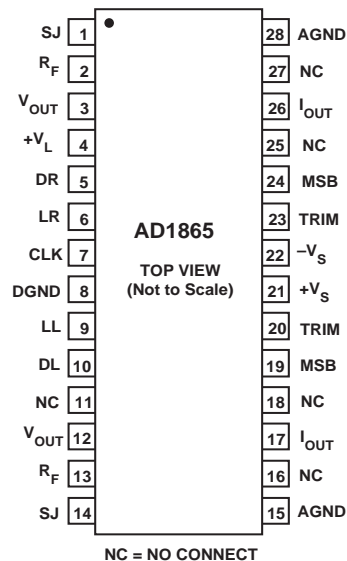 SJ 1 28 AGND
RF 2 27 NC
VOUT 3 26 IOUT
+VL 4 25 NC
DR 5 24 MSB
LR 6 23 TRIM
CLK 7 22 –VS
DGND 8 21 +VS
LL 9 20 TRIM
DL 10 19 MSB
NC 11 18 NC
VOUT 12 17 IOUT
RF 13 16 NC
SJ 14 15 AGND
AD1865
TOP VIEW
(Not to Scale)
NC = NO CONNECT